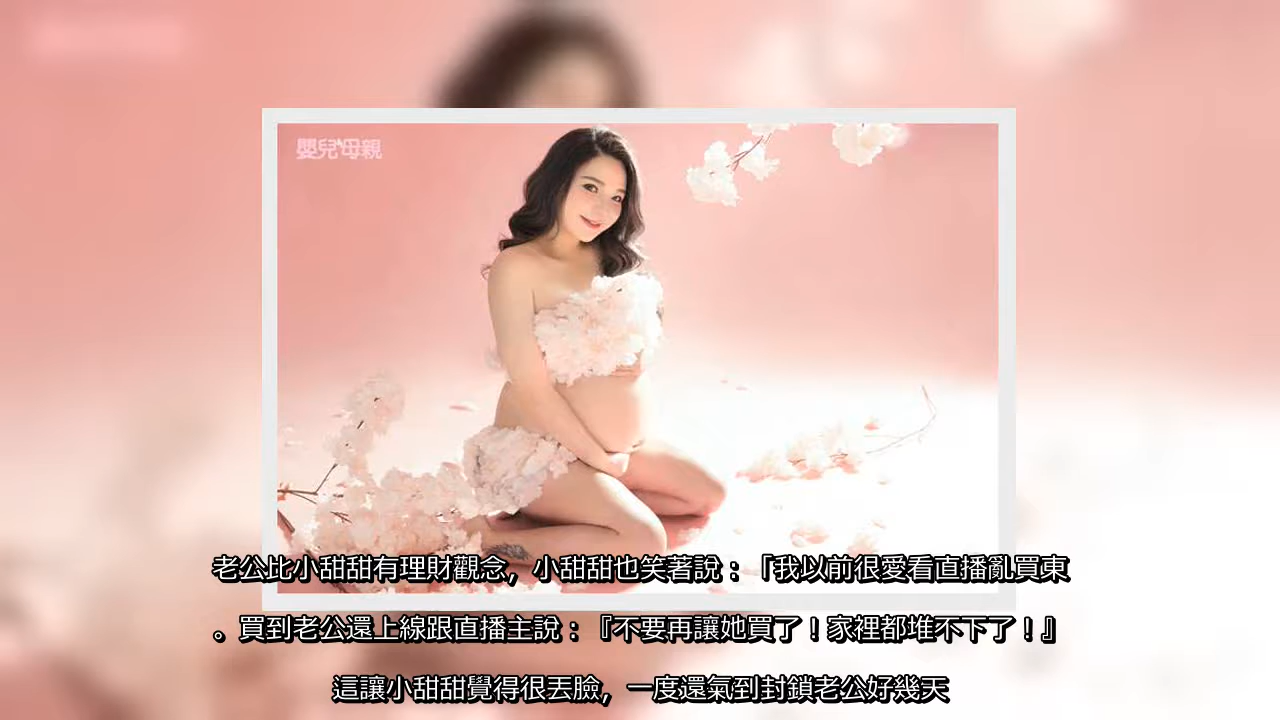 嬰兒母親
老公比小甜甜有理財觀念，小甜甜也笑著說：「我以前很愛看直播亂買東
。買到老公還上線跟直播主說：『不要再讓她買了！家裡都堆不下了！』
這讓小甜甜覺得很丟臉，一度還氣到封鎖老公好幾天